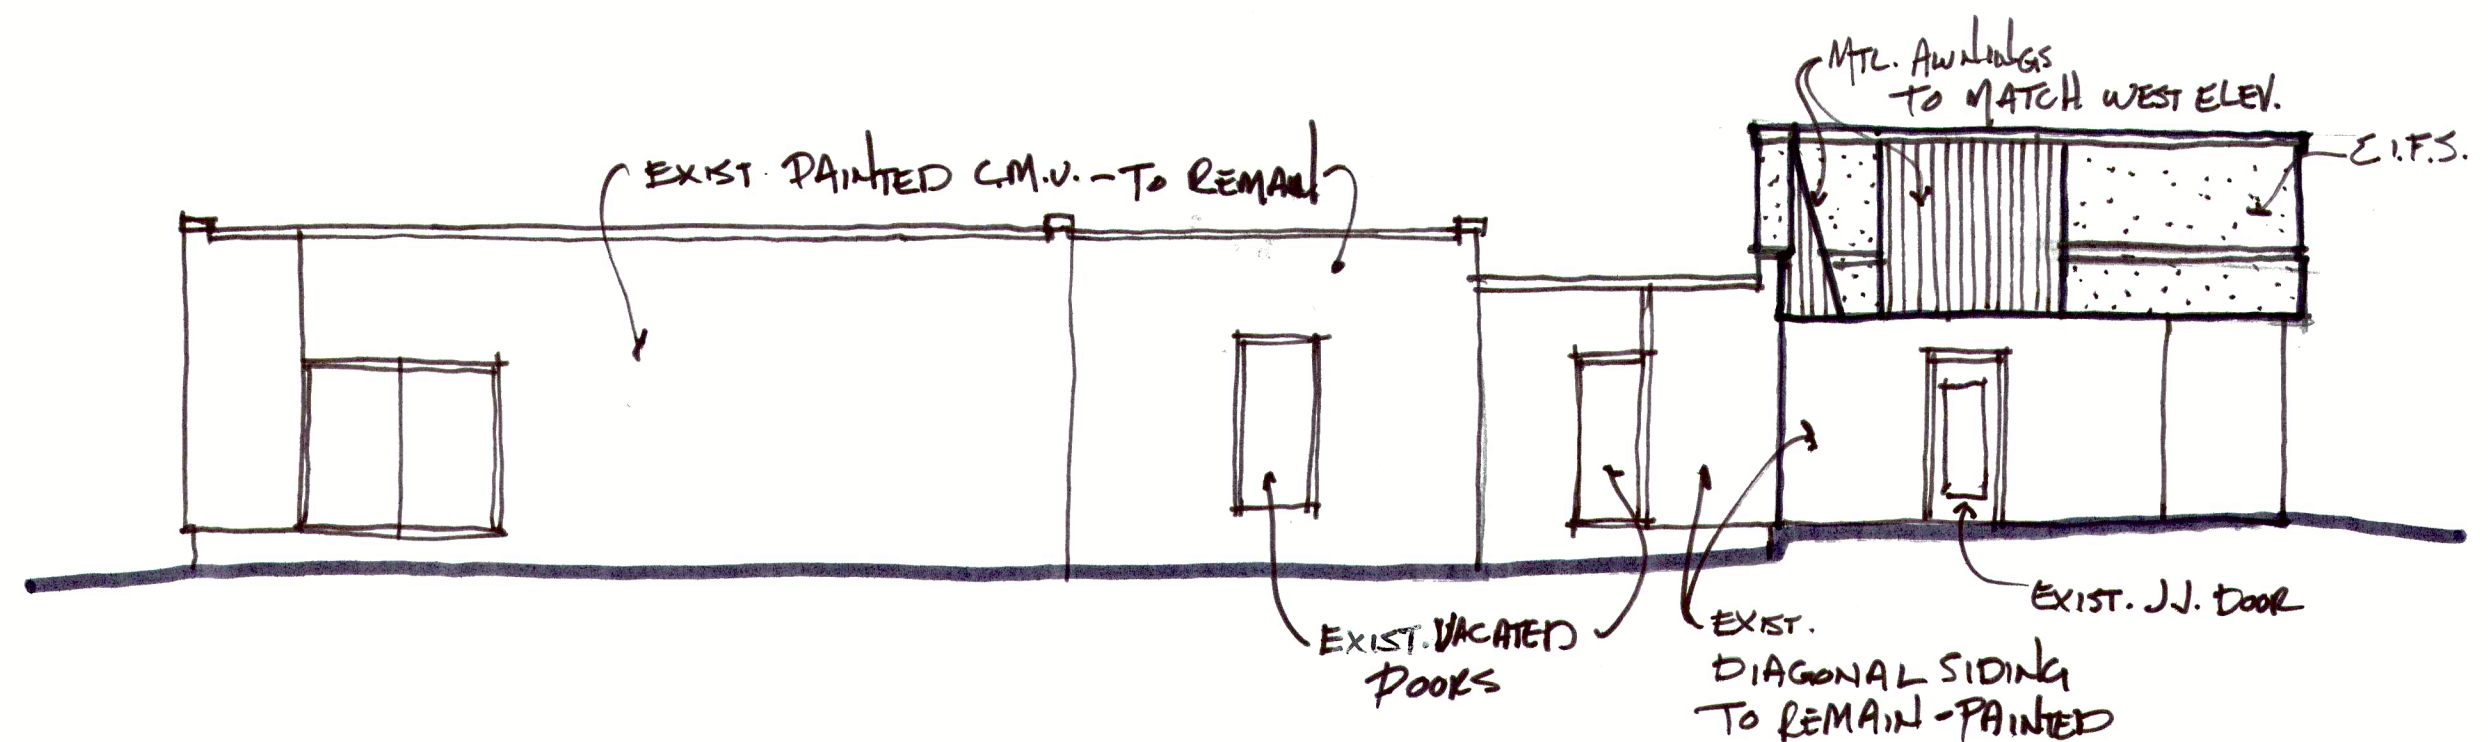 MTL. AWNINGS
TO MATCH WEST ELEV.
E.I.F.S.
EXIST. PAINTED C.M.U. - TO REMAIN
EXIST. J.J. DOOR
EXIST. VACATED
DOORS
EXIST.
DIAGONAL SIDING
TO REMAIN - PAINTED